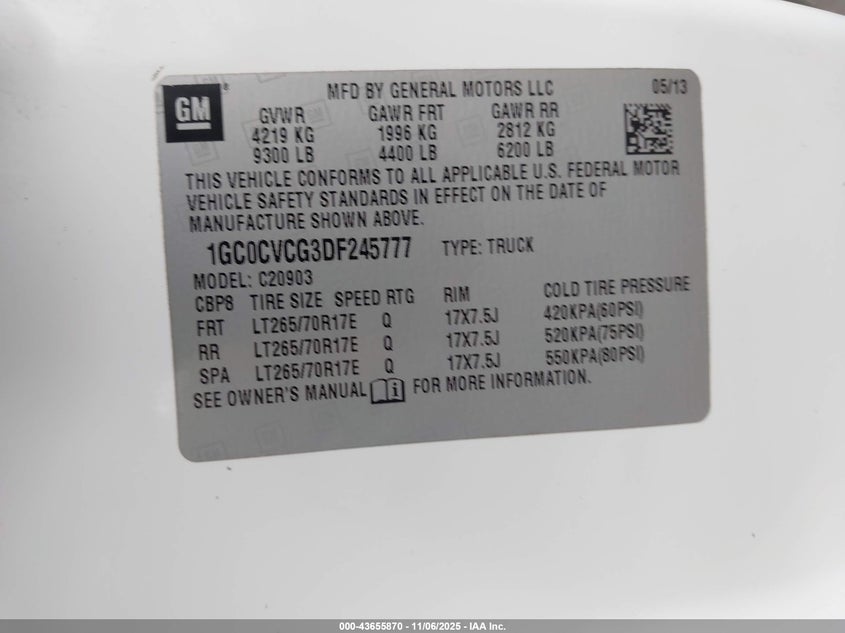 GM®
MFD BY GENERAL MOTORS LLC 05/13
GVWR GAWR FRT GAWR RR
4219 KG 1996 KG 2812 KG
9300 LB 4400 LB 6200 LB
THIS VEHICLE CONFORMS TO ALL APPLICABLE U.S. FEDERAL MOTOR
VEHICLE SAFETY STANDARDS IN EFFECT ON THE DATE OF
MANUFACTURE SHOWN ABOVE.
1GC0CVCG3DF245777 TYPE: TRUCK
MODEL: C20903
CBP8 TIRE SIZE SPEED RTG RIM COLD TIRE PRESSURE
FRT LT265/70R17E Q 17X7.5J 420KPA(60PSI)
RR LT265/70R17E Q 17X7.5J 520KPA(75PSI)
SPA LT265/70R17E Q 17X7.5J 550KPA(80PSI)
SEE OWNER'S MANUAL i FOR MORE INFORMATION.
000-43655870 - 11/06/2025 - IAA Inc.